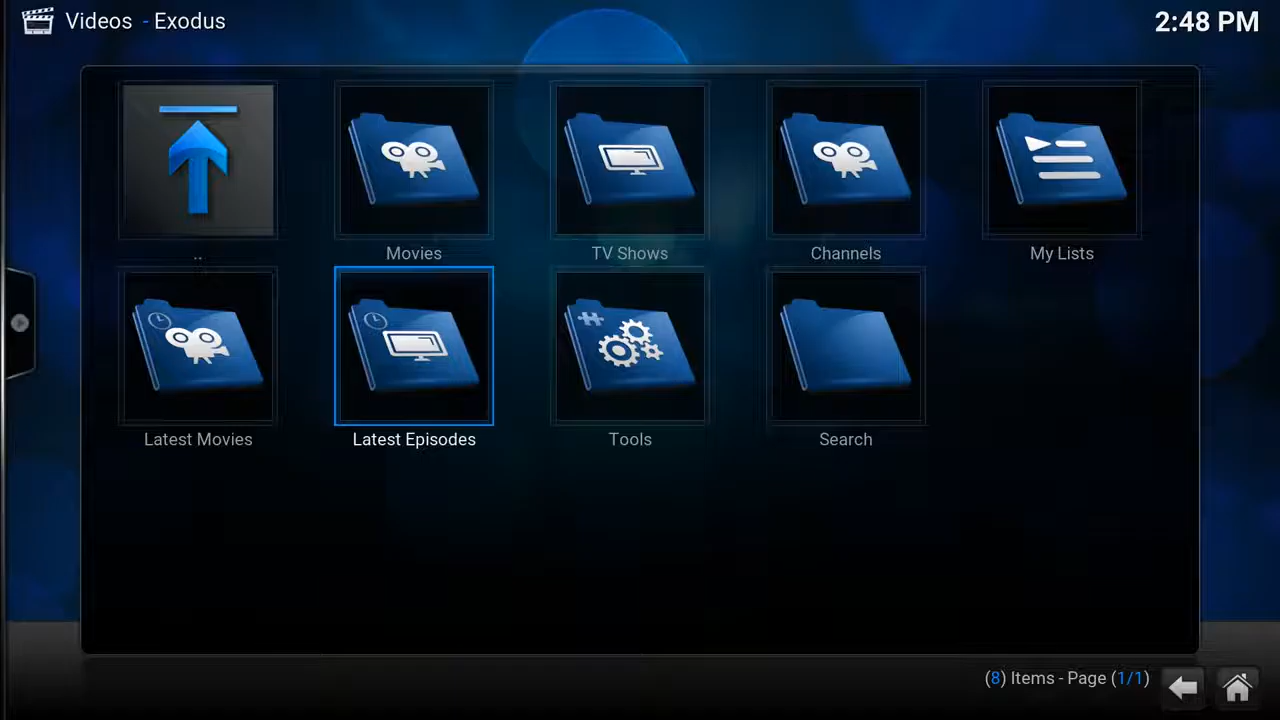 Videos - Exodus
2:48 PM
..
Movies
TV Shows
Channels
My Lists
Latest Movies
Latest Episodes
Tools
Search
(8) Items - Page (1/1)